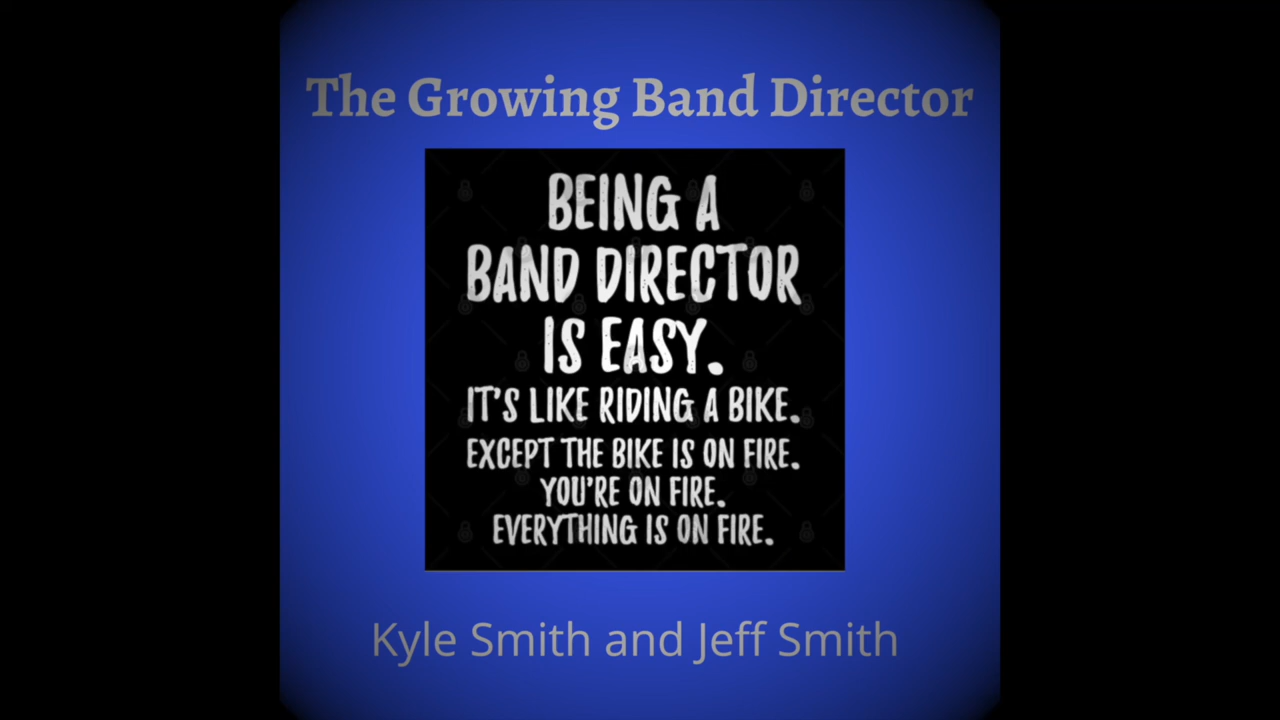 The Growing Band Director
BEING A
BAND DIRECTOR
IS EASY.
IT'S LIKE RIDING A BIKE.
EXCEPT THE BIKE IS ON FIRE.
YOU'RE ON FIRE.
EVERYTHING IS ON FIRE.
Kyle Smith and Jeff Smith